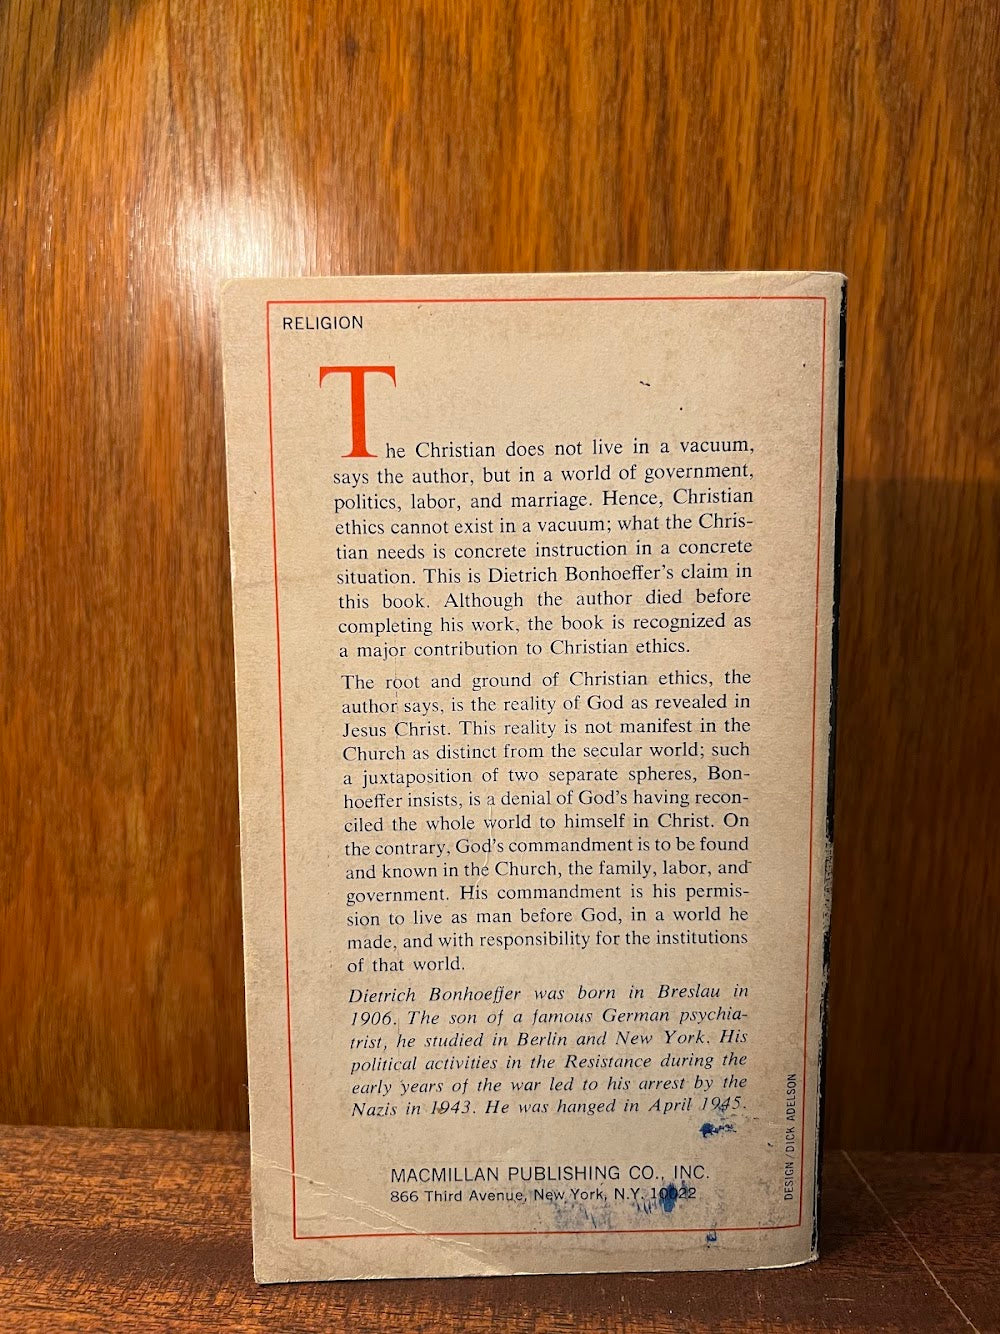 RELIGION
The Christian does not live in a vacuum,
says the author, but in a world of government,
politics, labor, and marriage. Hence, Christian
ethics cannot exist in a vacuum; what the Chris-
tian needs is concrete instruction in a concrete
situation. This is Dietrich Bonhoeffer's claim in
this book. Although the author died before
completing his work, the book is recognized as
a major contribution to Christian ethics.
The root and ground of Christian ethics, the
author says, is the reality of God as revealed in
Jesus Christ. This reality is not manifest in the
Church as distinct from the secular world; such
a juxtaposition of two separate spheres, Bon-
hoeffer insists, is a denial of God's having recon-
ciled the whole world to himself in Christ. On
the contrary, God's commandment is to be found
and known in the Church, the family, labor, and
government. His commandment is his permis-
sion to live as man before God, in a world he
made, and with responsibility for the institutions
of that world.
Dietrich Bonhoeffer was born in Breslau in
1906. The son of a famous German psychia-
trist, he studied in Berlin and New York. His
political activities in the Resistance during the
early years of the war led to his arrest by the
Nazis in 1943. He was hanged in April 1945.
MACMILLAN PUBLISHING CO., INC.
866 Third Avenue, New York, N.Y. 10022
DESIGN / DICK ADELSON